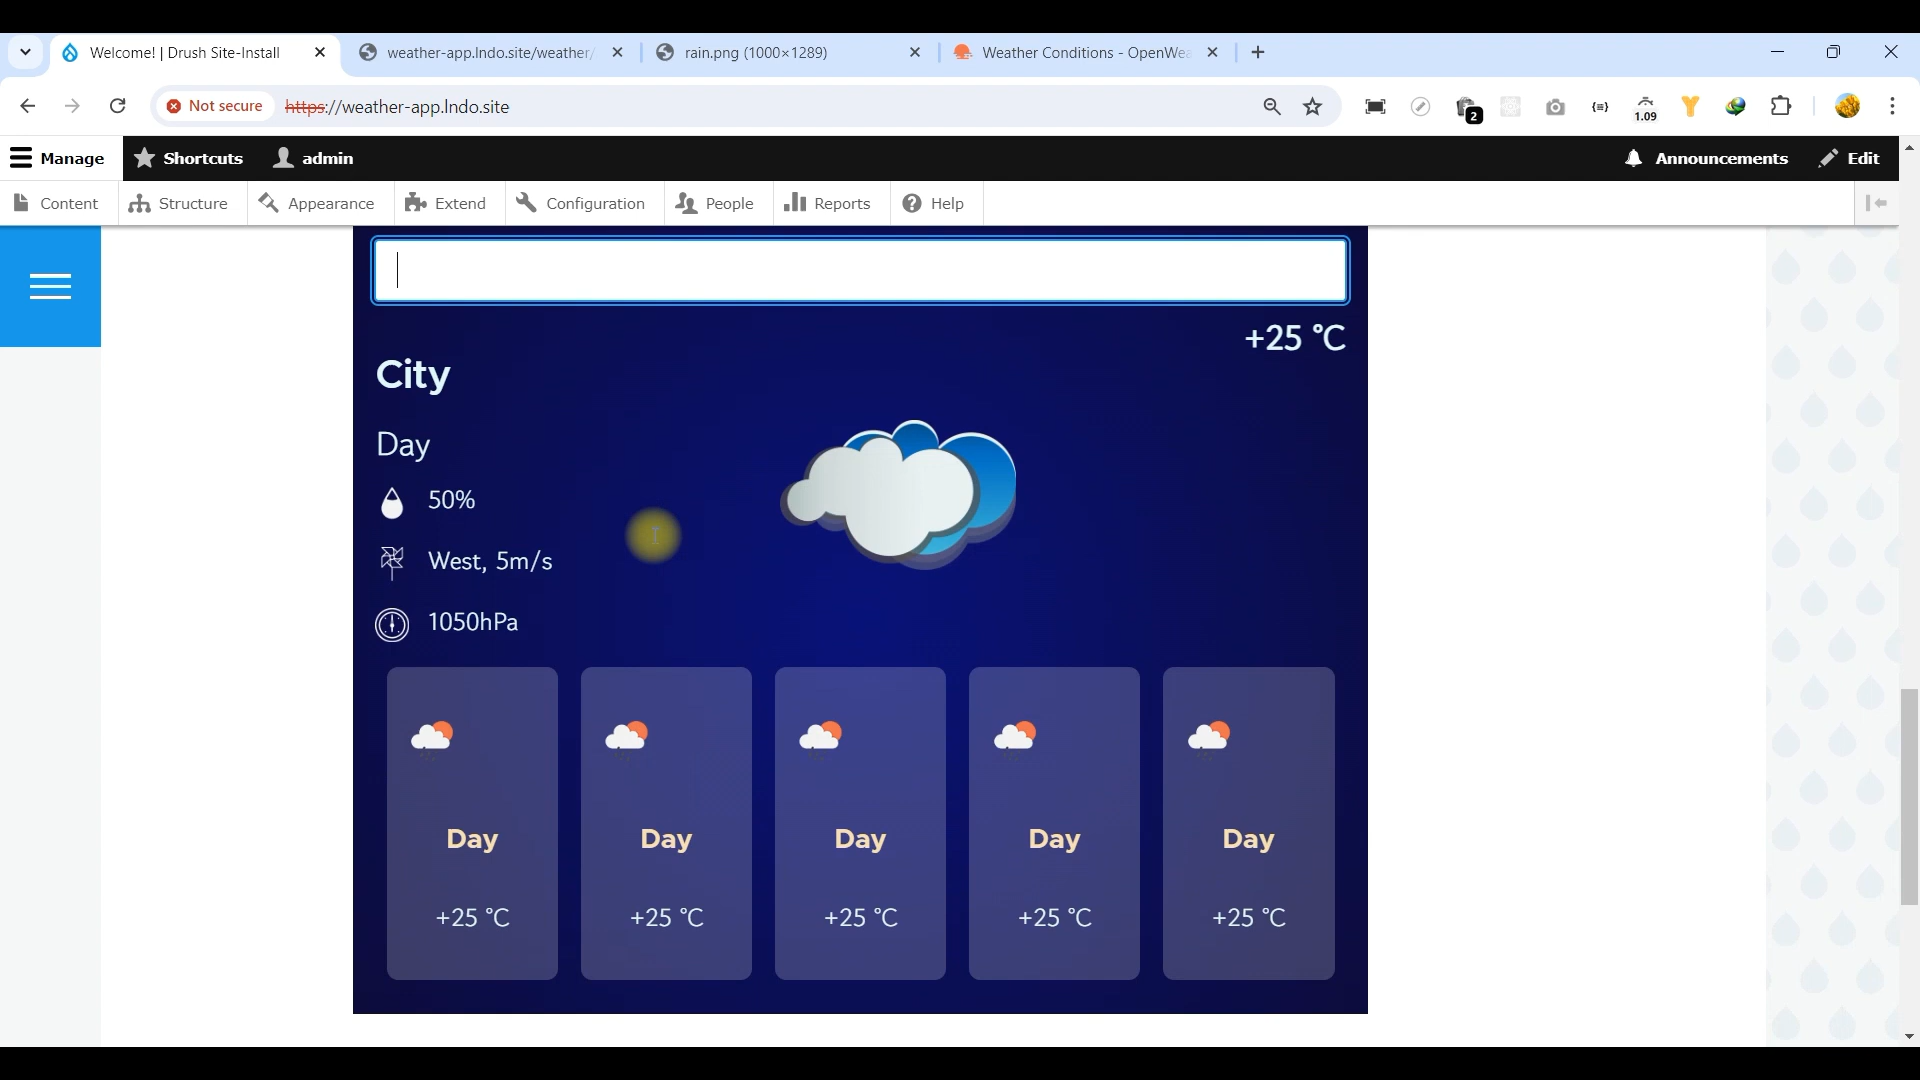 Welcome! | Drush Site-Install
weather-app.lndo.site/weather/
rain.png (1000×1289)
Weather Conditions - OpenWea
Not secure
https://weather-app.lndo.site
2
1.09
Manage
Shortcuts
admin
Announcements
Edit
Content
Structure
Appearance
Extend
Configuration
People
Reports
Help
+25 °C
City
Day
50%
West, 5m/s
1050hPa
Day Day Day Day Day
+25 °C +25 °C +25 °C +25 °C +25 °C